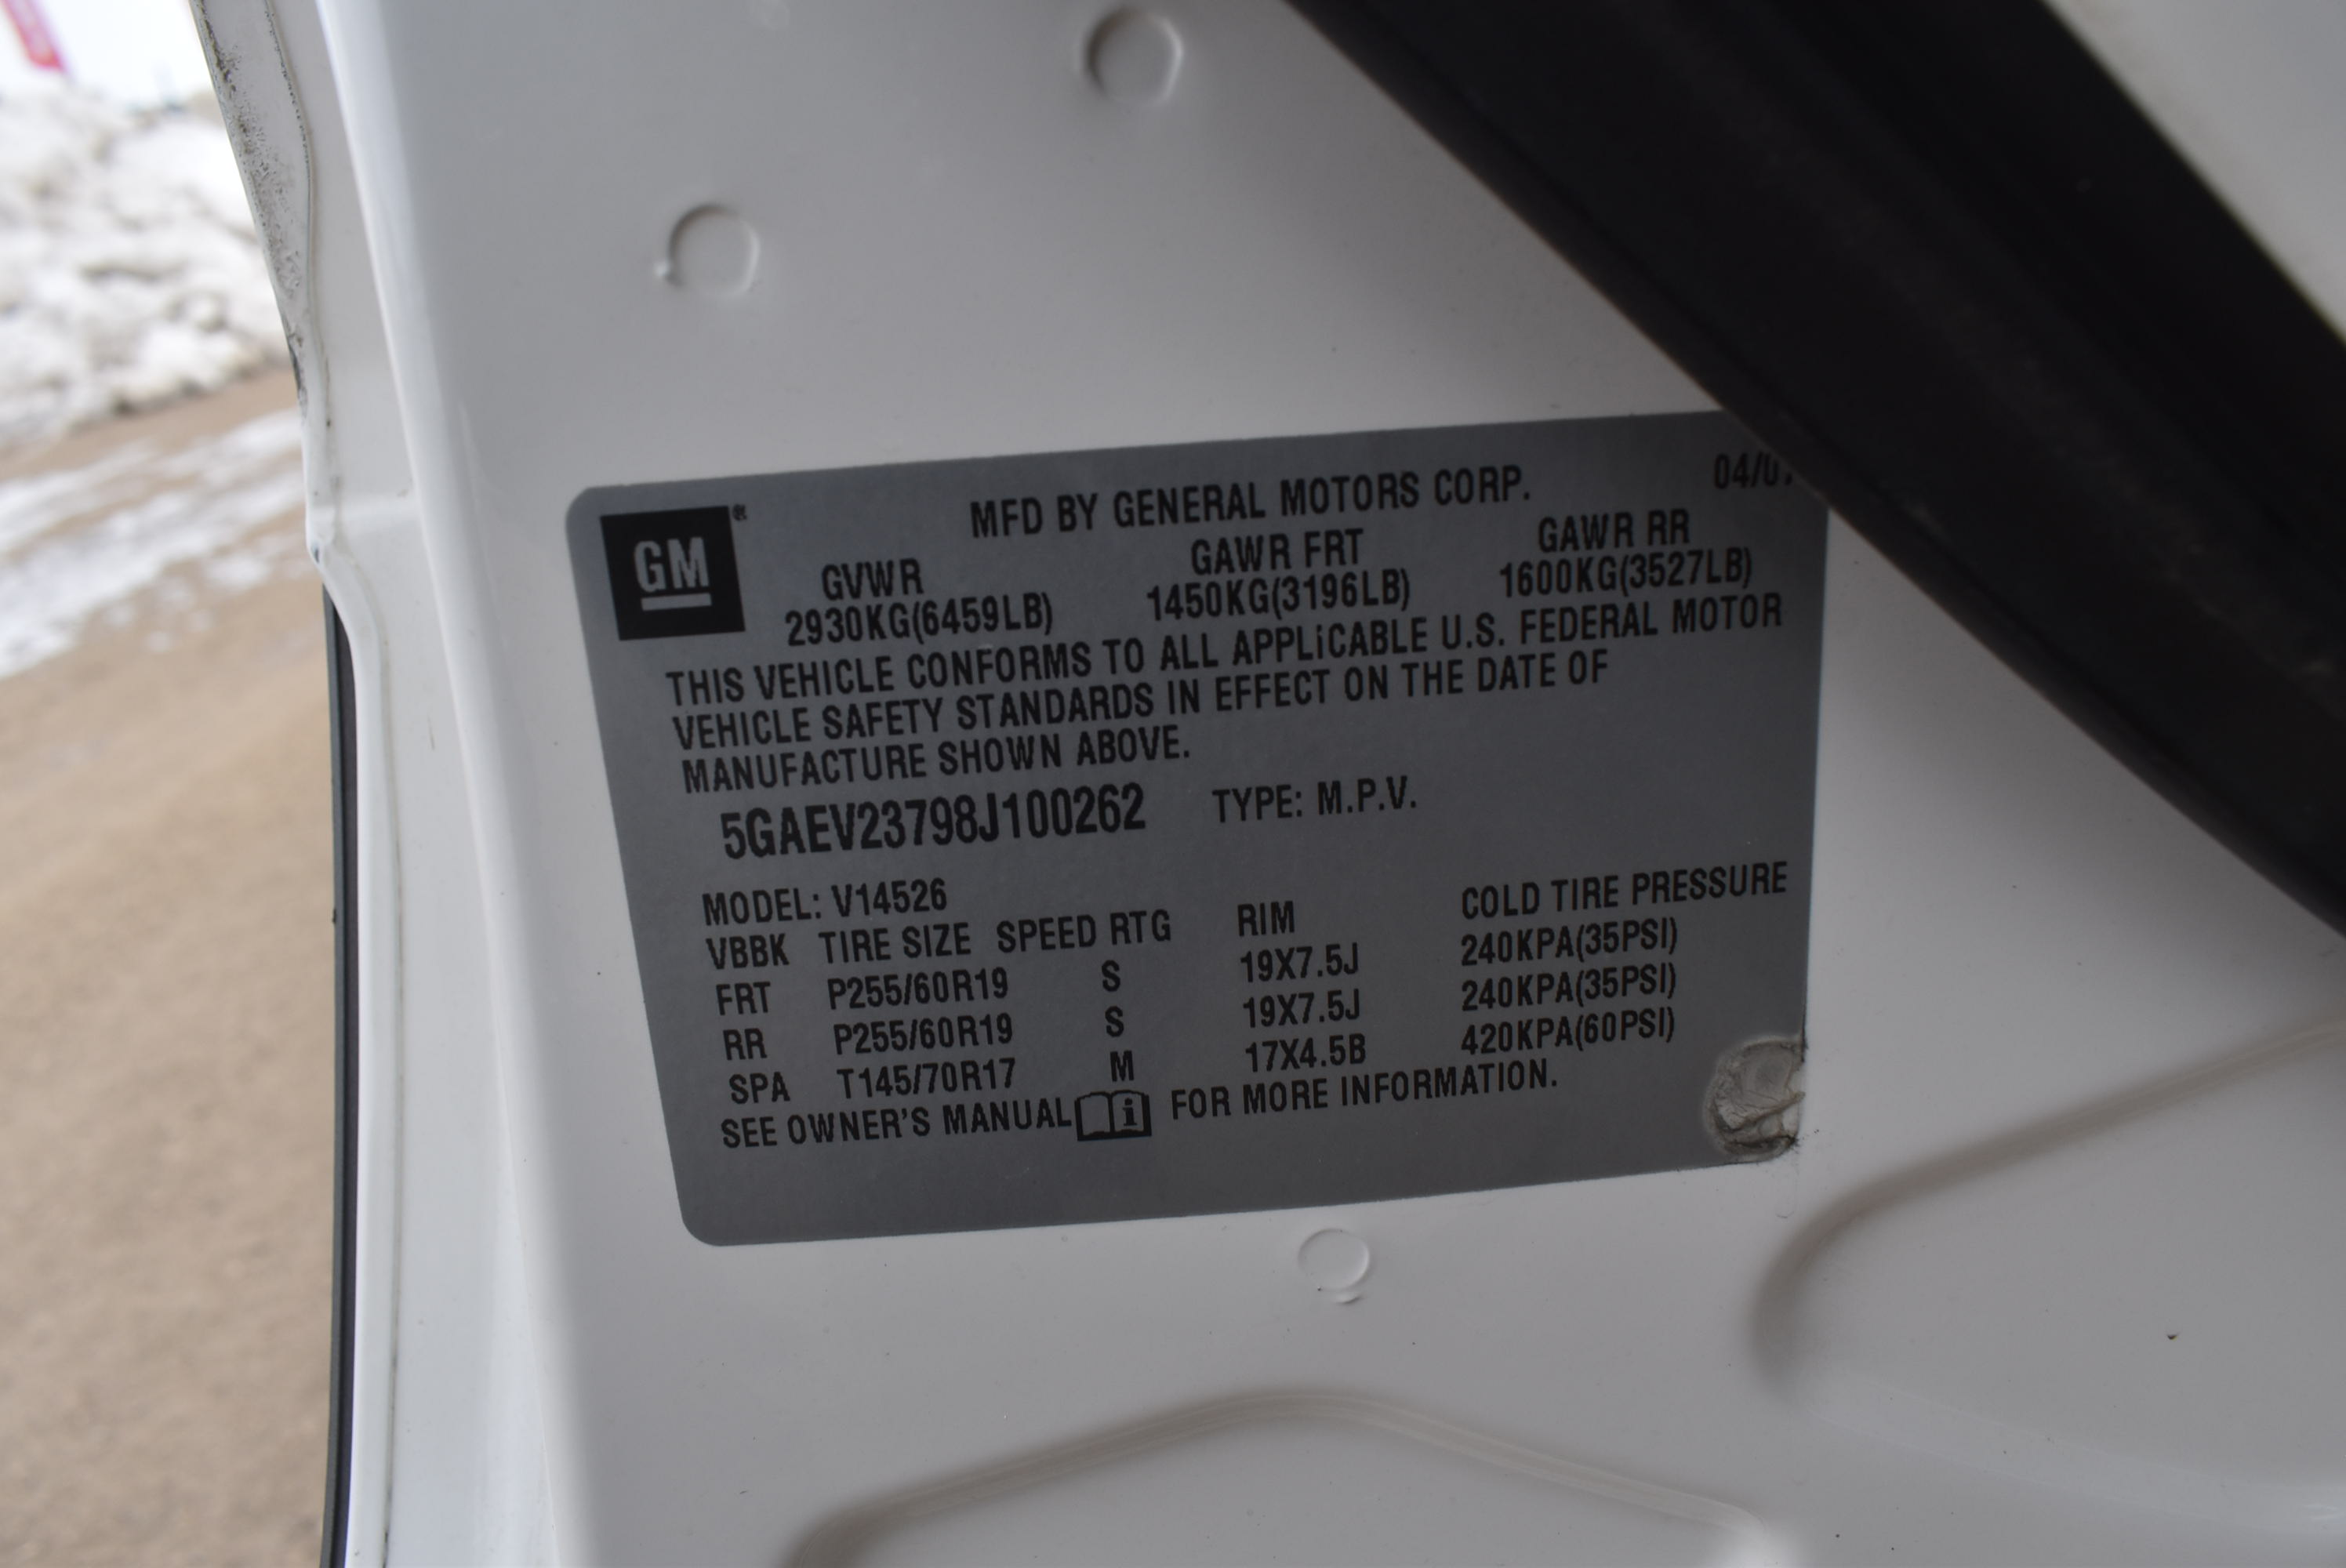 GM ®
MFD BY GENERAL MOTORS CORP. 04/07
GVWR GAWR FRT GAWR RR
2930KG(6459LB) 1450KG(3196LB) 1600KG(3527LB)
THIS VEHICLE CONFORMS TO ALL APPLiCABLE U.S. FEDERAL MOTOR
VEHICLE SAFETY STANDARDS IN EFFECT ON THE DATE OF
MANUFACTURE SHOWN ABOVE.
5GAEV23798J100262 TYPE: M.P.V.
MODEL: V14526
VBBK TIRE SIZE SPEED RTG RIM COLD TIRE PRESSURE
FRT P255/60R19 S 19X7.5J 240KPA(35PSI)
RR P255/60R19 S 19X7.5J 240KPA(35PSI)
SPA T145/70R17 M 17X4.5B 420KPA(60PSI)
SEE OWNER'S MANUAL i FOR MORE INFORMATION.